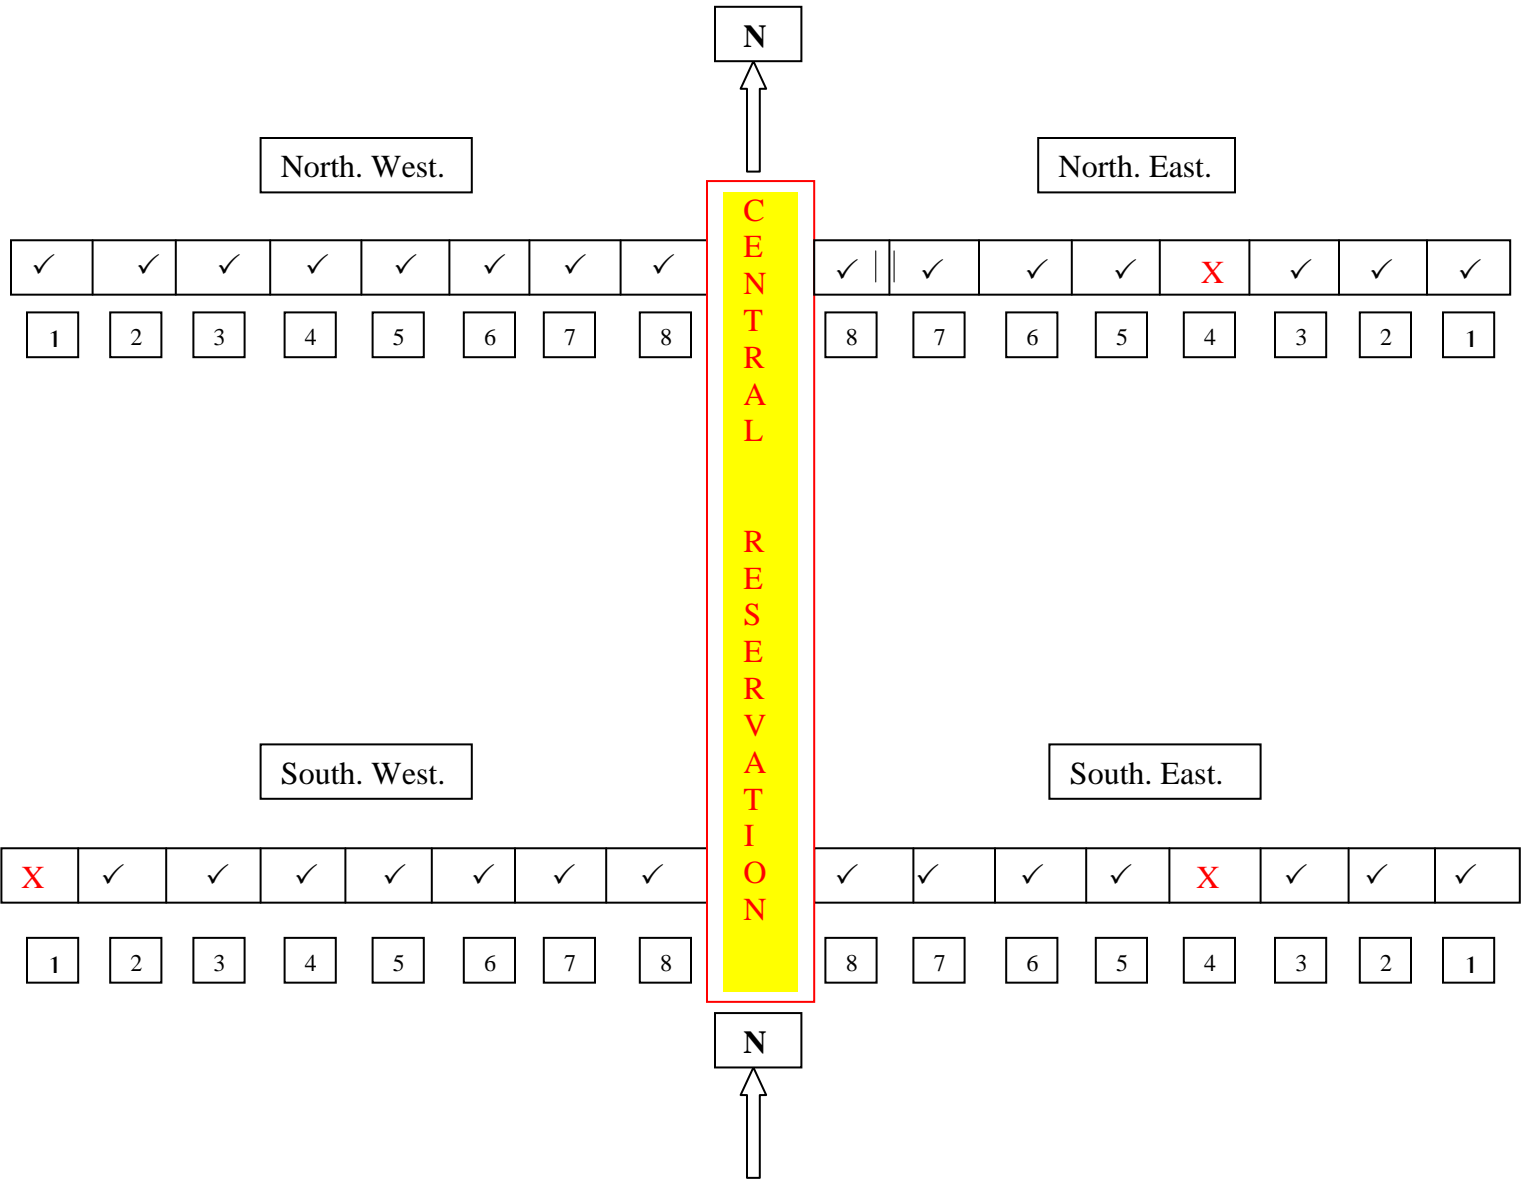 N
North. West.
North. East.
✓ ✓ ✓ ✓ ✓ ✓ ✓ ✓ ✓ ✓ ✓ ✓ X ✓ ✓ ✓
1 2 3 4 5 6 7 8 8 7 6 5 4 3 2 1
CENTRAL RESERVATION
South. West.
South. East.
X ✓ ✓ ✓ ✓ ✓ ✓ ✓ ✓ ✓ ✓ ✓ X ✓ ✓ ✓
1 2 3 4 5 6 7 8 8 7 6 5 4 3 2 1
N